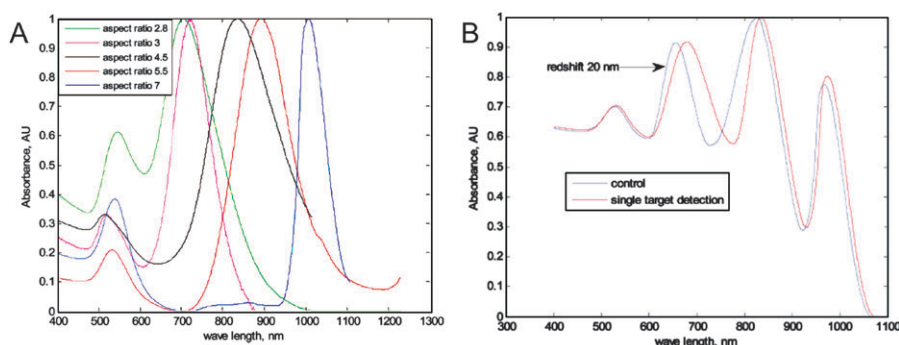 A
aspect ratio 2.8
aspect ratio 3
aspect ratio 4.5
aspect ratio 5.5
aspect ratio 7
Absorbance, AU
1
0.9
0.8
0.7
0.6
0.5
0.4
0.3
0.2
0.1
0
400 500 600 700 800 900 1000 1100 1200 1300
wave length, nm
B
redshift 20 nm
control
single target detection
Absorbance, AU
1
0.9
0.8
0.7
0.6
0.5
0.4
0.3
0.2
0.1
0
300 400 500 600 700 800 900 1000 1100
wave length, nm